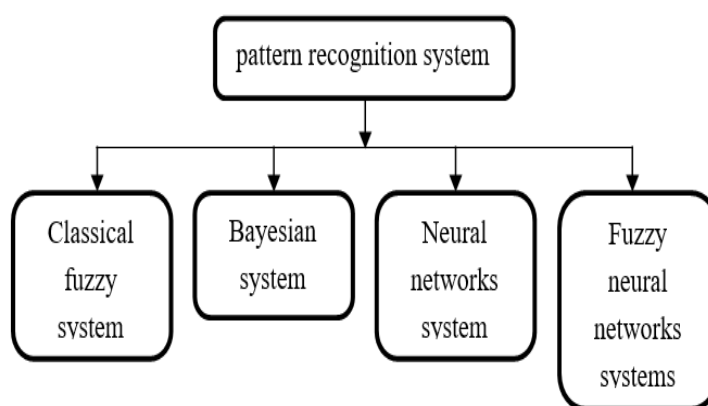 pattern recognition system
Classical
fuzzy
system
Bayesian
system
Neural
networks
system
Fuzzy
neural
networks
systems